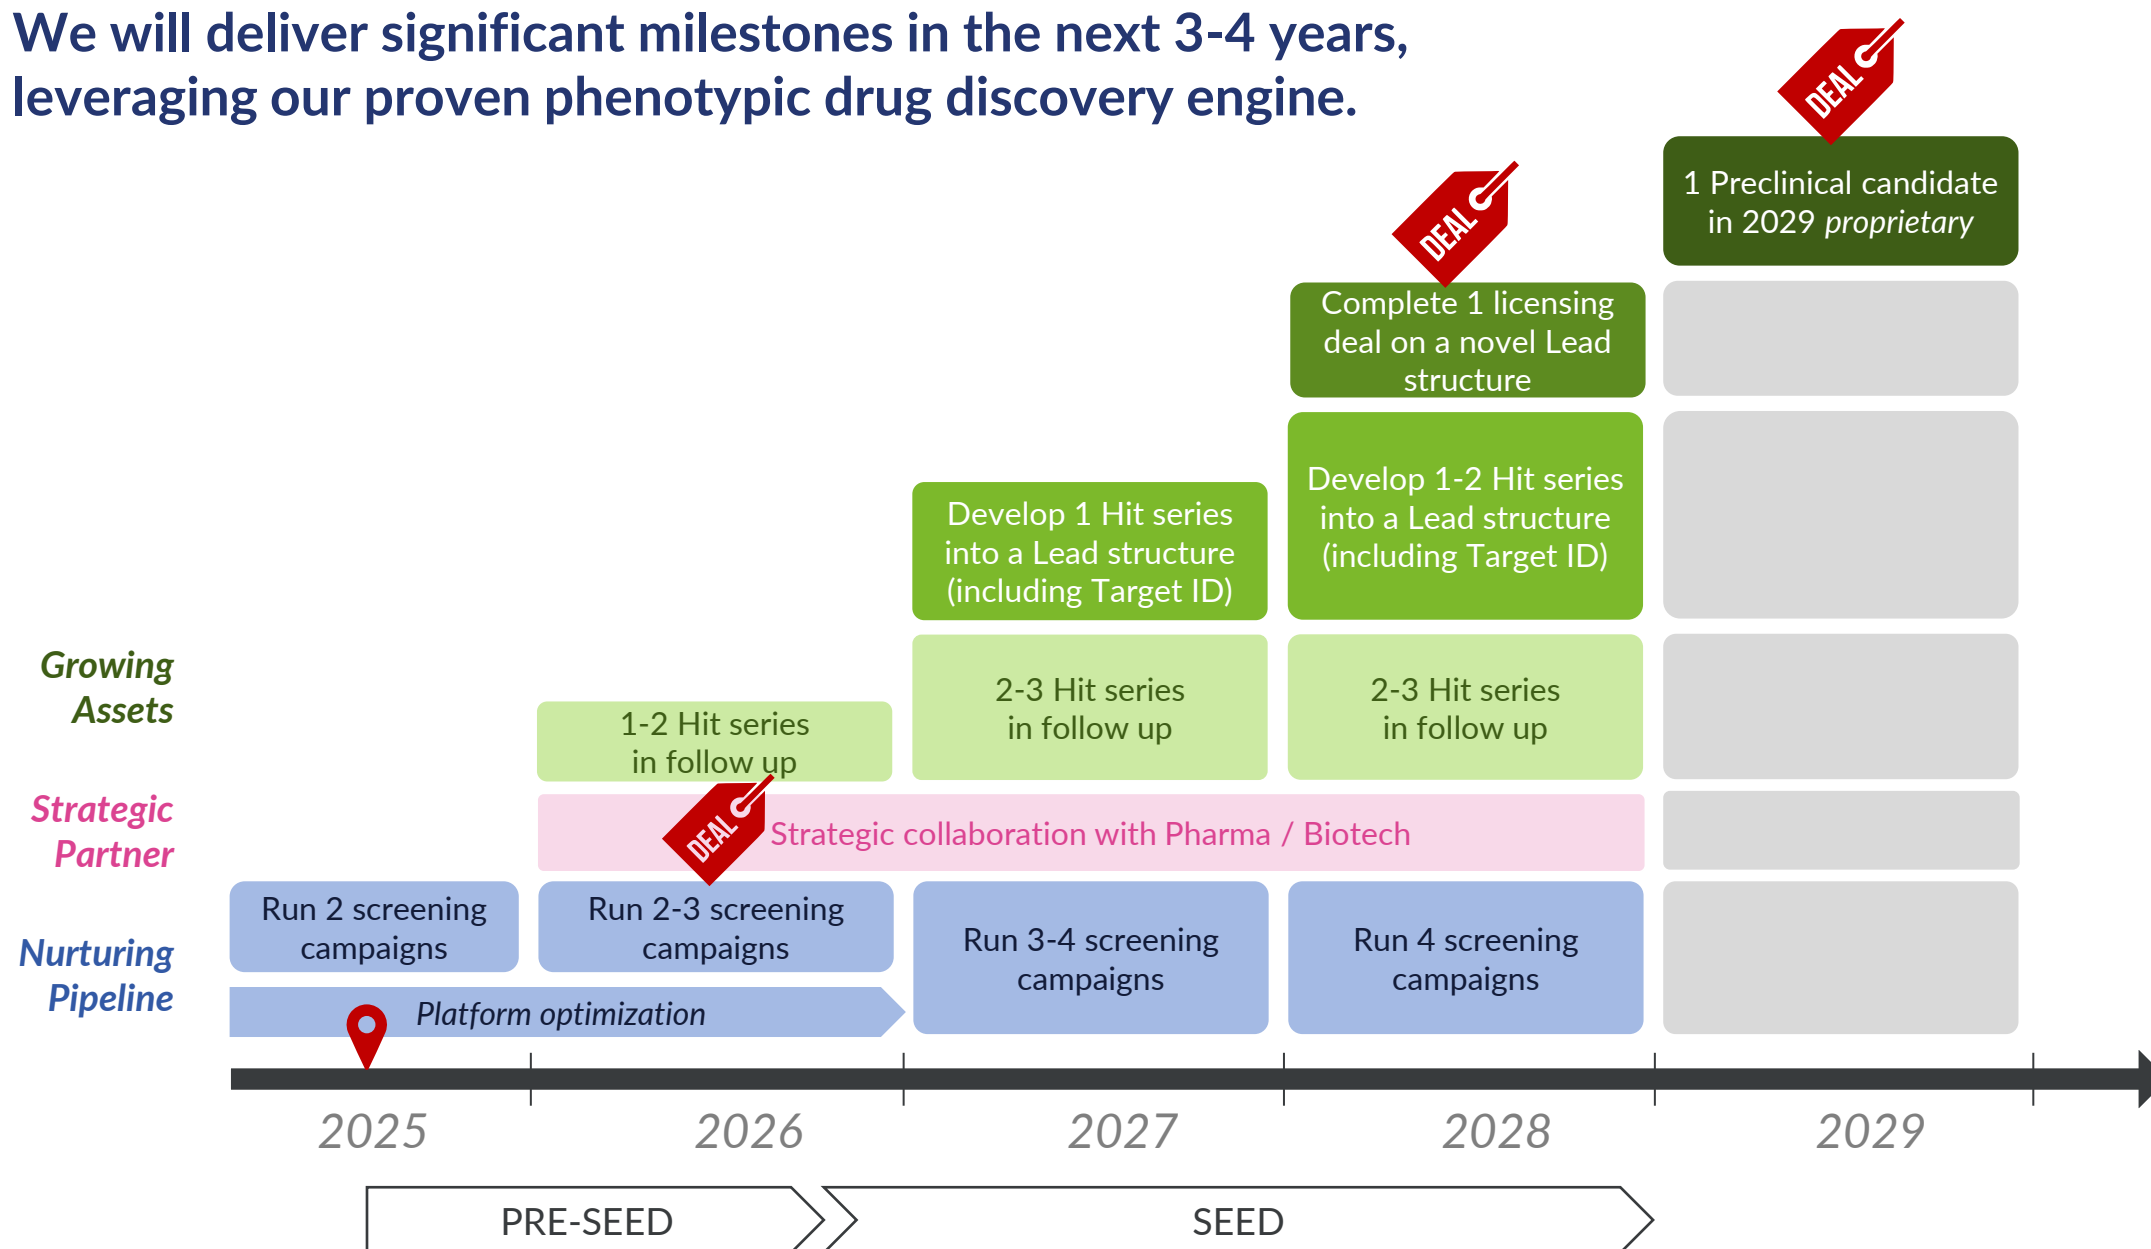 We will deliver significant milestones in the next 3-4 years,
leveraging our proven phenotypic drug discovery engine.
DEAL
1 Preclinical candidate
in 2029 proprietary
DEAL
Complete 1 licensing
deal on a novel Lead
structure
Develop 1 Hit series
into a Lead structure
(including Target ID)
Develop 1-2 Hit series
into a Lead structure
(including Target ID)
Growing
Assets
1-2 Hit series
in follow up
2-3 Hit series
in follow up
2-3 Hit series
in follow up
Strategic
Partner
DEAL
Strategic collaboration with Pharma / Biotech
Nurturing
Pipeline
Run 2 screening
campaigns
Run 2-3 screening
campaigns
Run 3-4 screening
campaigns
Run 4 screening
campaigns
Platform optimization
2025
2026
2027
2028
2029
PRE-SEED
SEED